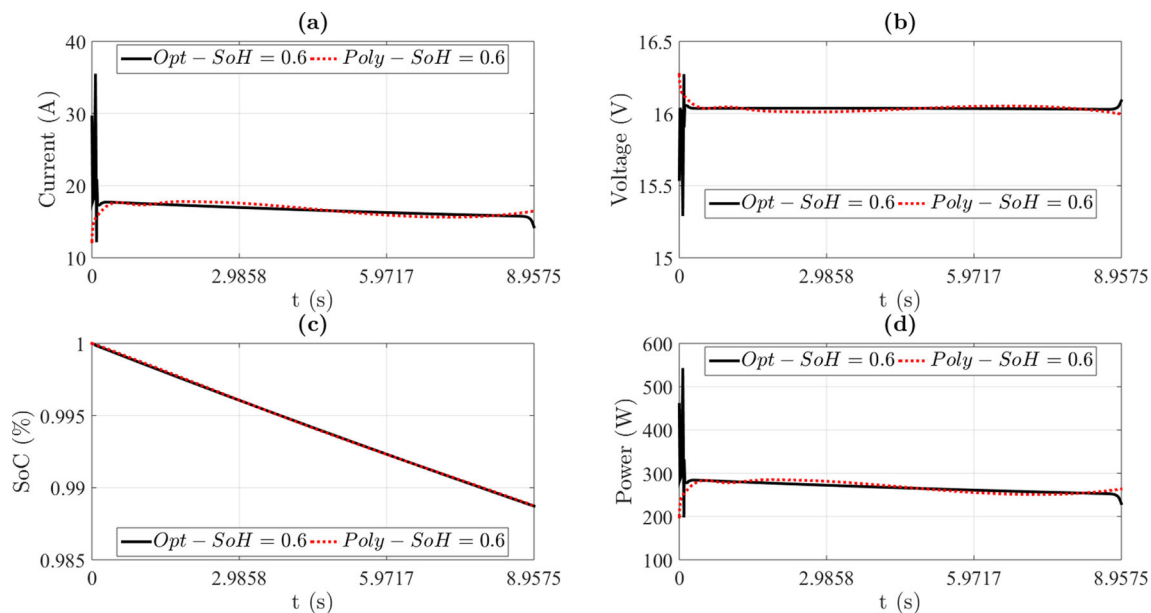 (a)
40
30
20
10
Current (A)
Opt − SoH = 0.6 Poly − SoH = 0.6
0 2.9858 5.9717 8.9575
t (s)
(b)
16.5
16
15.5
15
Voltage (V)
Opt − SoH = 0.6 Poly − SoH = 0.6
0 2.9858 5.9717 8.9575
t (s)
(c)
1
0.995
0.99
0.985
SoC (%)
Opt − SoH = 0.6 Poly − SoH = 0.6
0 2.9858 5.9717 8.9575
t (s)
(d)
600
500
400
300
200
100
Power (W)
Opt − SoH = 0.6 Poly − SoH = 0.6
0 2.9858 5.9717 8.9575
t (s)